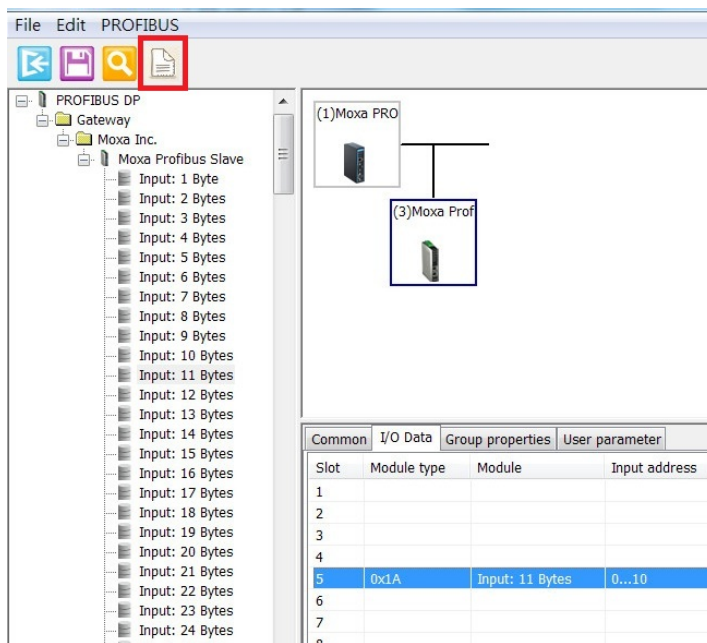 File Edit PROFIBUS
PROFIBUS DP
Gateway
Moxa Inc.
Moxa Profibus Slave
Input: 1 Byte
Input: 2 Bytes
Input: 3 Bytes
Input: 4 Bytes
Input: 5 Bytes
Input: 6 Bytes
Input: 7 Bytes
Input: 8 Bytes
Input: 9 Bytes
Input: 10 Bytes
Input: 11 Bytes
Input: 12 Bytes
Input: 13 Bytes
Input: 14 Bytes
Input: 15 Bytes
Input: 16 Bytes
Input: 17 Bytes
Input: 18 Bytes
Input: 19 Bytes
Input: 20 Bytes
Input: 21 Bytes
Input: 22 Bytes
Input: 23 Bytes
Input: 24 Bytes
(1)Moxa PRO
(3)Moxa Prof
Common I/O Data Group properties User parameter
Slot Module type Module Input address
1
2
3
4
5 0x1A Input: 11 Bytes 0...10
6
7